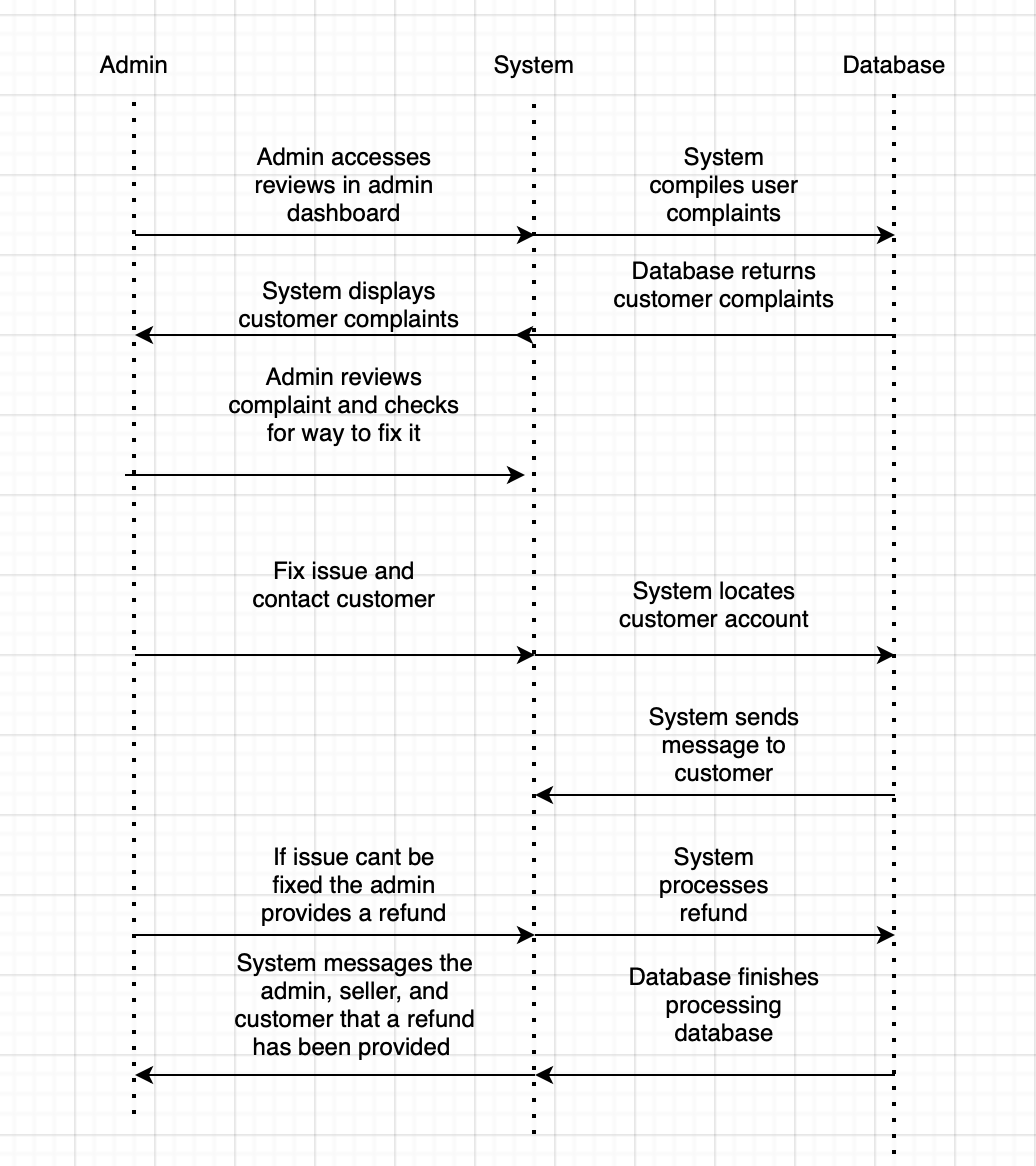 Admin
System
Database
Admin accesses
reviews in admin
dashboard
System
compiles user
complaints
Database returns
customer complaints
System displays
customer complaints
Admin reviews
complaint and checks
for way to fix it
Fix issue and
contact customer
System locates
customer account
System sends
message to
customer
If issue cant be
fixed the admin
provides a refund
System
processes
refund
System messages the
admin, seller, and
customer that a refund
has been provided
Database finishes
processing
database